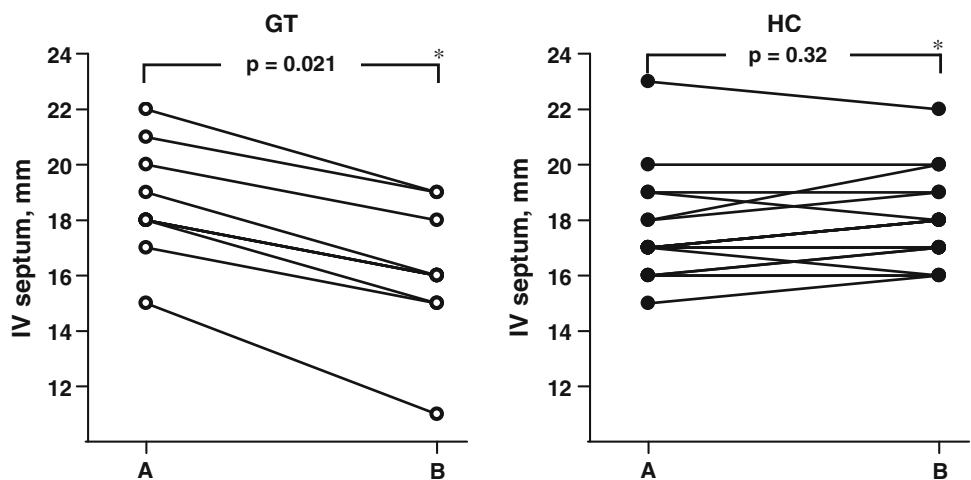 GT
IV septum, mm
24
22
20
18
16
14
12
p = 0.021
*
A
B
HC
IV septum, mm
24
22
20
18
16
14
12
p = 0.32
*
A
B